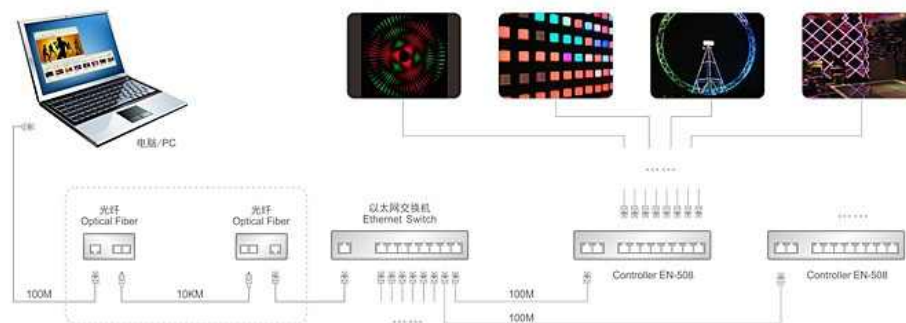 电脑/PC
光纤
Optical Fiber
光纤
Optical Fiber
以太网交换机
Ethernet Switch
Controller EN-508
Controller EN-508
100M
10KM
100M
100M